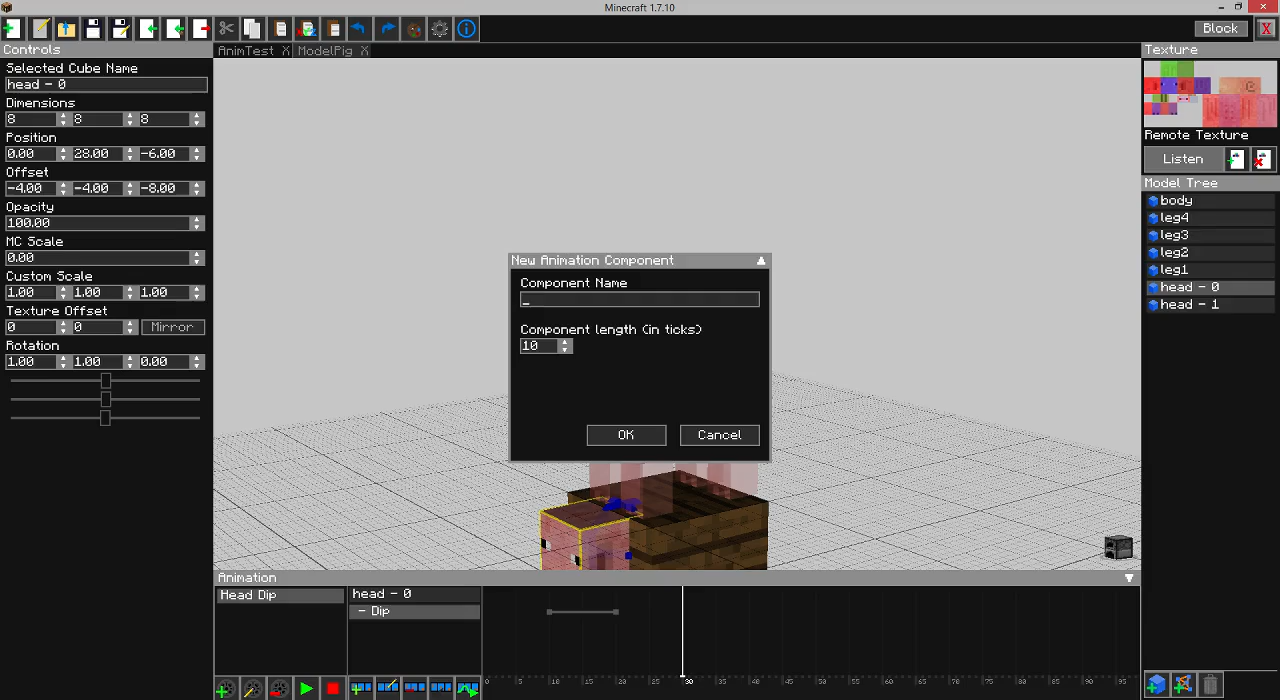 Minecraft 1.7.10
Block X
Controls
AnimTest X ModelPig X
Texture
Selected Cube Name
head - 0
Dimensions
8 8 8
Position
0.00 28.00 -6.00
Offset
-4.00 -4.00 -8.00
Opacity
100.00
MC Scale
0.00
Custom Scale
1.00 1.00 1.00
Texture Offset
0 0 Mirror
Rotation
1.00 1.00 0.00
New Animation Component
Component Name
_
Component length (in ticks)
10
OK Cancel
Remote Texture
Listen
Model Tree
body
leg4
leg3
leg2
leg1
head - 0
head - 1
Animation
Head Dip
head - 0
- Dip
0 5 10 15 20 25 30 35 40 45 50 55 60 65 70 75 80 85 90 95